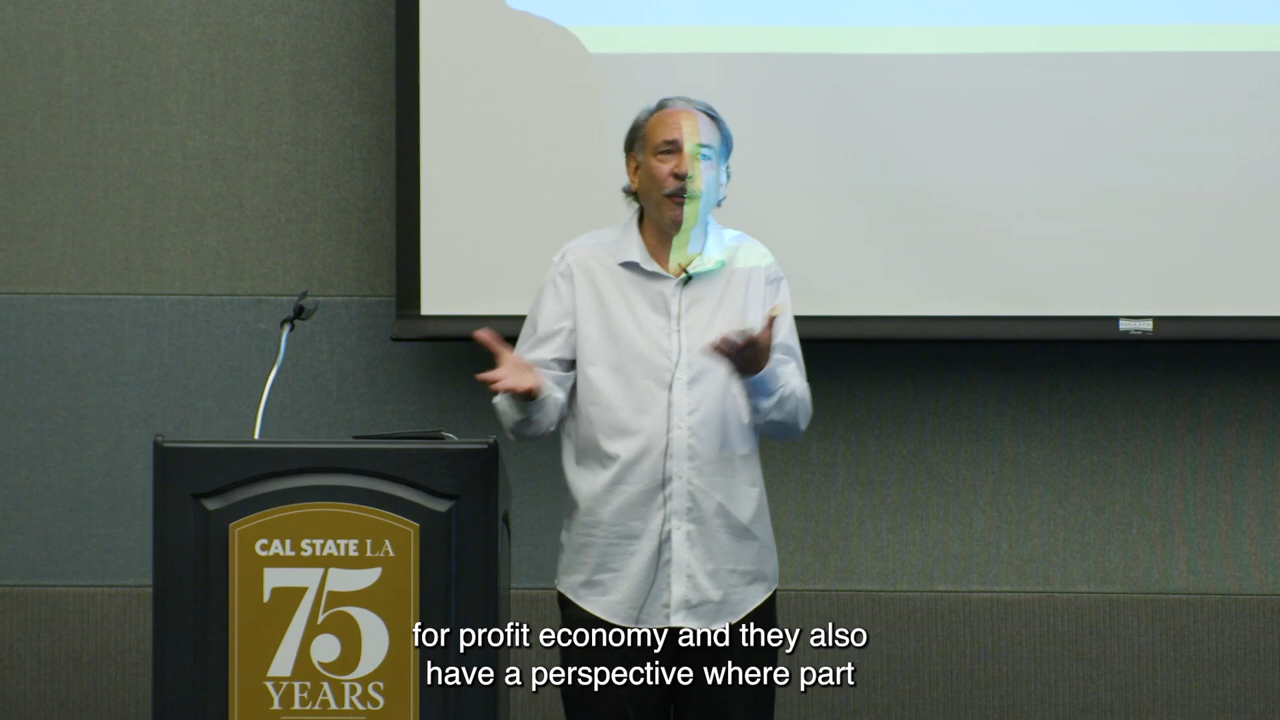 CAL STATE LA
75
YEARS
for profit economy and they also
have a perspective where part